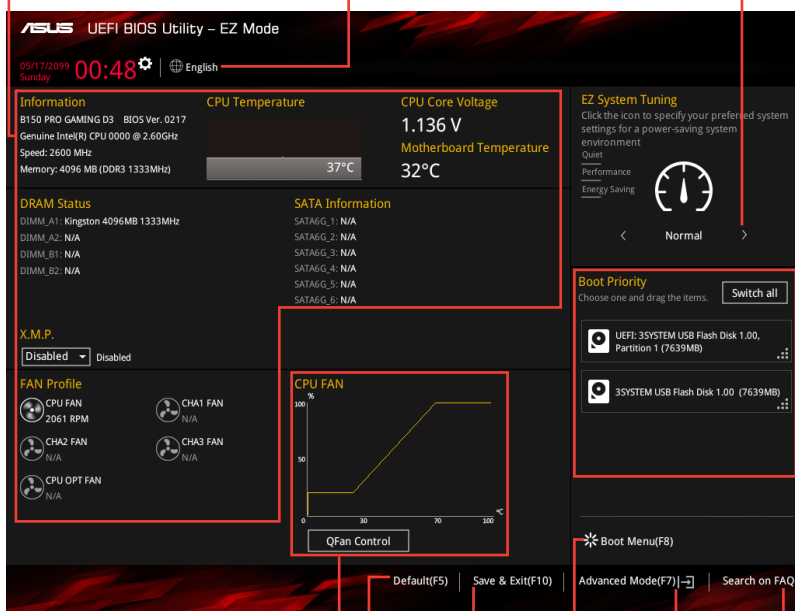 ASUS UEFI BIOS Utility – EZ Mode
05/17/2099
Sunday
00:48
English
Information
B150 PRO GAMING D3 BIOS Ver. 0217
Genuine Intel(R) CPU 0000 @ 2.60GHz
Speed: 2600 MHz
Memory: 4096 MB (DDR3 1333MHz)
CPU Temperature
37°C
CPU Core Voltage
1.136 V
Motherboard Temperature
32°C
EZ System Tuning
Click the icon to specify your preferred system
settings for a power-saving system
environment
Quiet
Performance
Energy Saving
Normal
DRAM Status
DIMM_A1: Kingston 4096MB 1333MHz
DIMM_A2: N/A
DIMM_B1: N/A
DIMM_B2: N/A
SATA Information
SATA6G_1: N/A
SATA6G_2: N/A
SATA6G_3: N/A
SATA6G_4: N/A
SATA6G_5: N/A
SATA6G_6: N/A
Boot Priority
Choose one and drag the items.
Switch all
UEFI: 3SYSTEM USB Flash Disk 1.00,
Partition 1 (7639MB)
3SYSTEM USB Flash Disk 1.00 (7639MB)
X.M.P.
Disabled
Disabled
FAN Profile
CPU FAN
2061 RPM
CHA1 FAN
N/A
CHA2 FAN
N/A
CHA3 FAN
N/A
CPU OPT FAN
N/A
CPU FAN
%
100
50
0 30 70 100
°C
QFan Control
Boot Menu(F8)
Default(F5)
Save & Exit(F10)
Advanced Mode(F7)
Search on FAQ